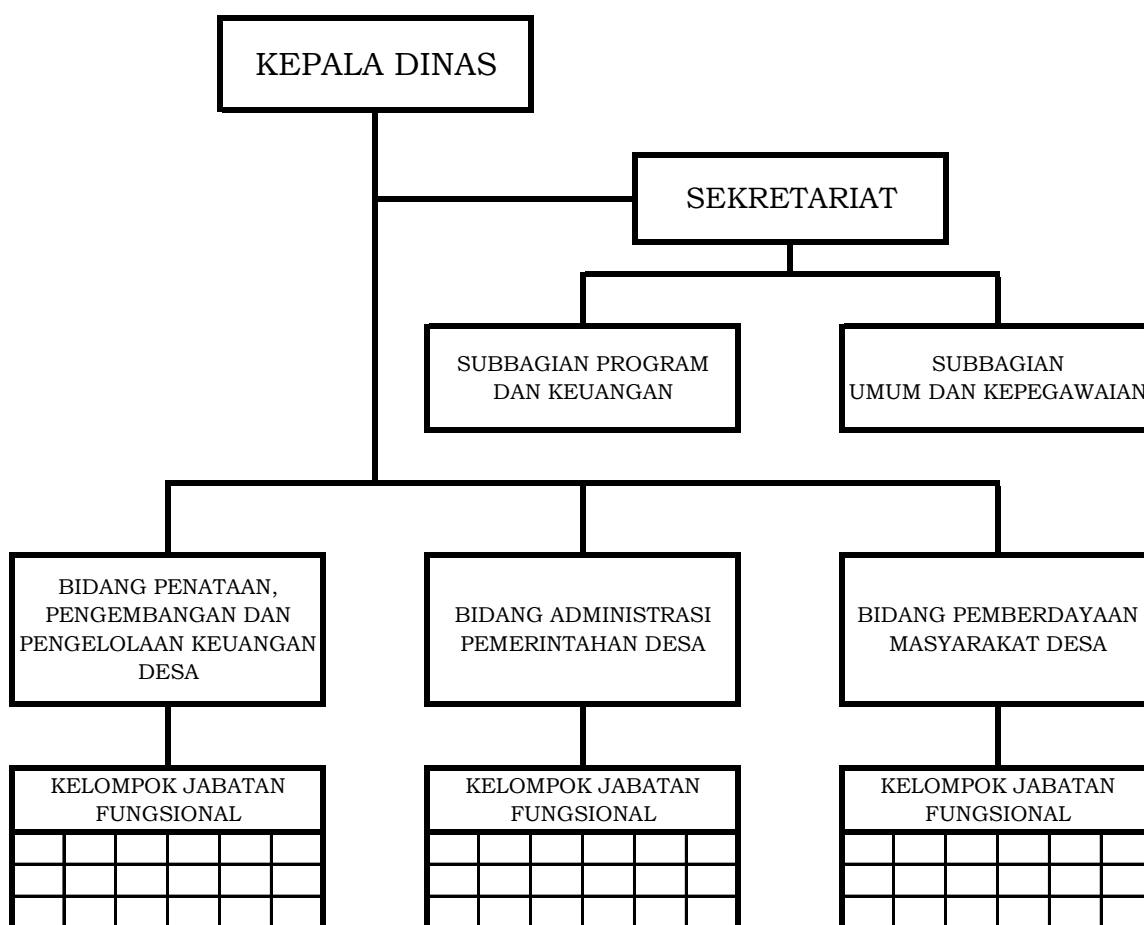 KEPALA DINAS
SEKRETARIAT
SUBBAGIAN PROGRAM
DAN KEUANGAN
SUBBAGIAN
UMUM DAN KEPEGAWAIAN
BIDANG PENATAAN,
PENGEMBANGAN DAN
PENGELOLAAN KEUANGAN
DESA
BIDANG ADMINISTRASI
PEMERINTAHAN DESA
BIDANG PEMBERDAYAAN
MASYARAKAT DESA
KELOMPOK JABATAN
FUNGSIONAL
KELOMPOK JABATAN
FUNGSIONAL
KELOMPOK JABATAN
FUNGSIONAL